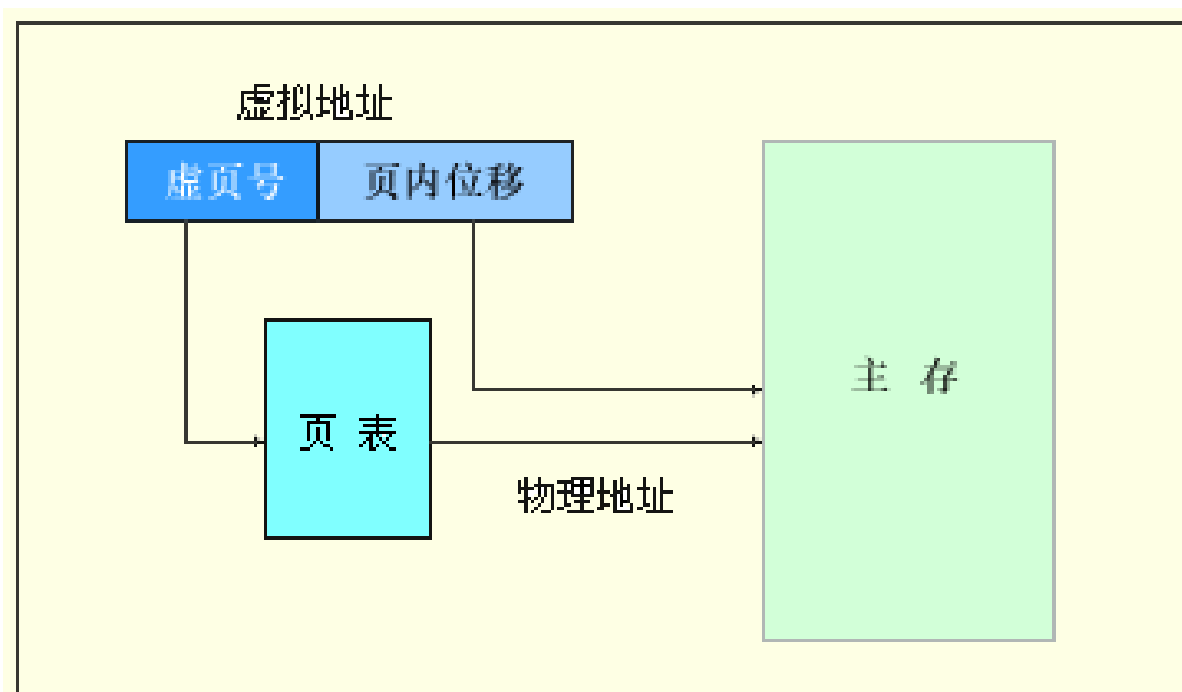 虚拟地址
虚页号 页内位移
主 存
页 表
物理地址